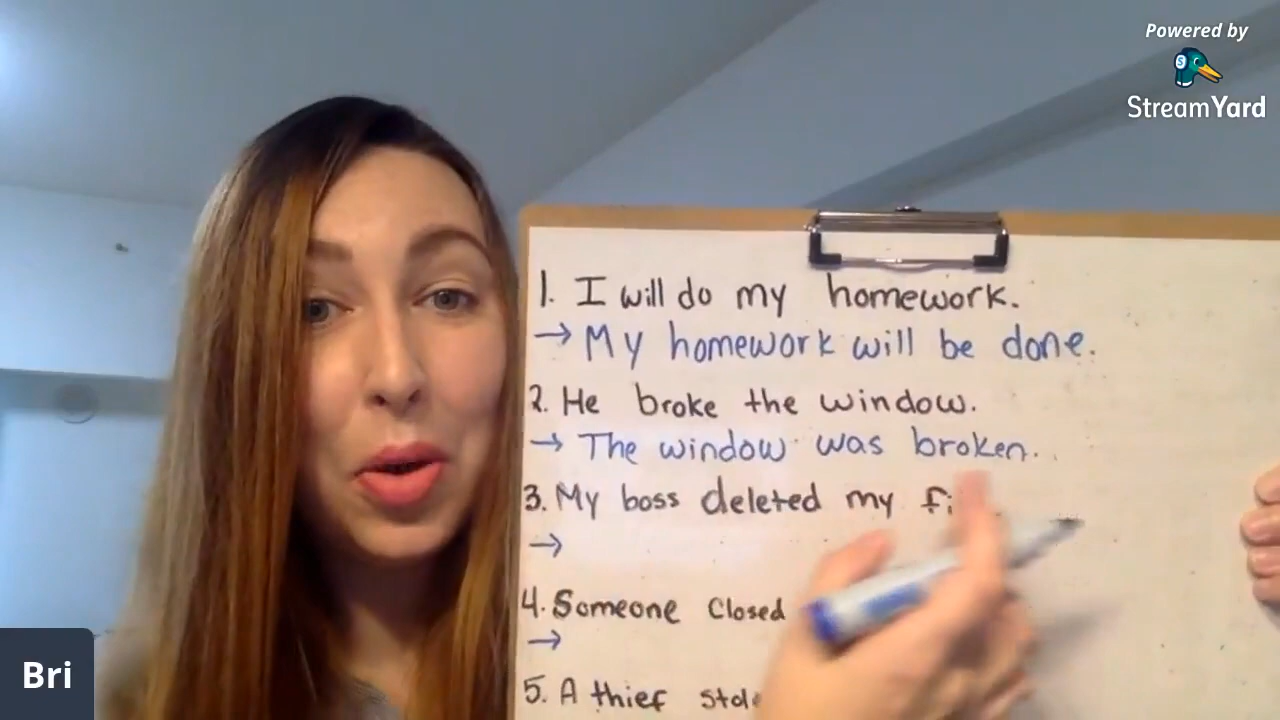 Powered by
StreamYard
1. I will do my homework.
→ My homework will be done.
2. He broke the window.
→ The window was broken.
3. My boss deleted my
→
4. Someone closed
→
5. A thief
Bri